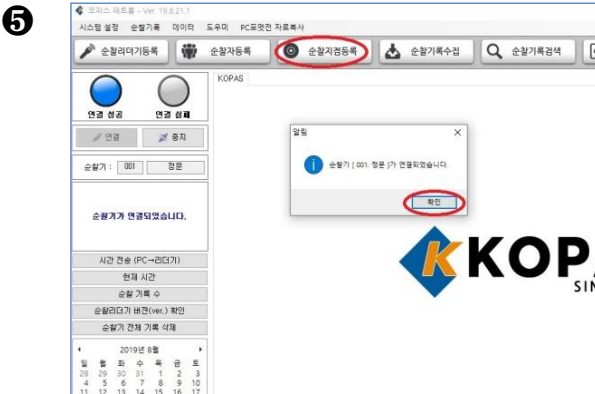 ❺
코파스 패트롤 - Ver. 19.8.21.1
시스템 설정 순찰기록 데이터 도우미 PC포맷전 자료복사
순찰리더기등록 순찰자등록 순찰지점등록 순찰기록수집 순찰기록검색
KOPAS
연결 성공 연결 실패
연결 중지
순찰기 : 001 정문
순찰기가 연결되었습니다.
알림
순찰기 [ 001. 정문 ]가 연결되었습니다.
확인
시간 전송 (PC→리더기)
현재 시간
순찰 기록 수
순찰리더기 버젼(ver.) 확인
순찰기 전체 기록 삭제
KOPA
SIN
2019년 8월
일 월 화 수 목 금 토
28 29 30 31 1 2 3
4 5 6 7 8 9 10
11 12 13 14 15 16 17